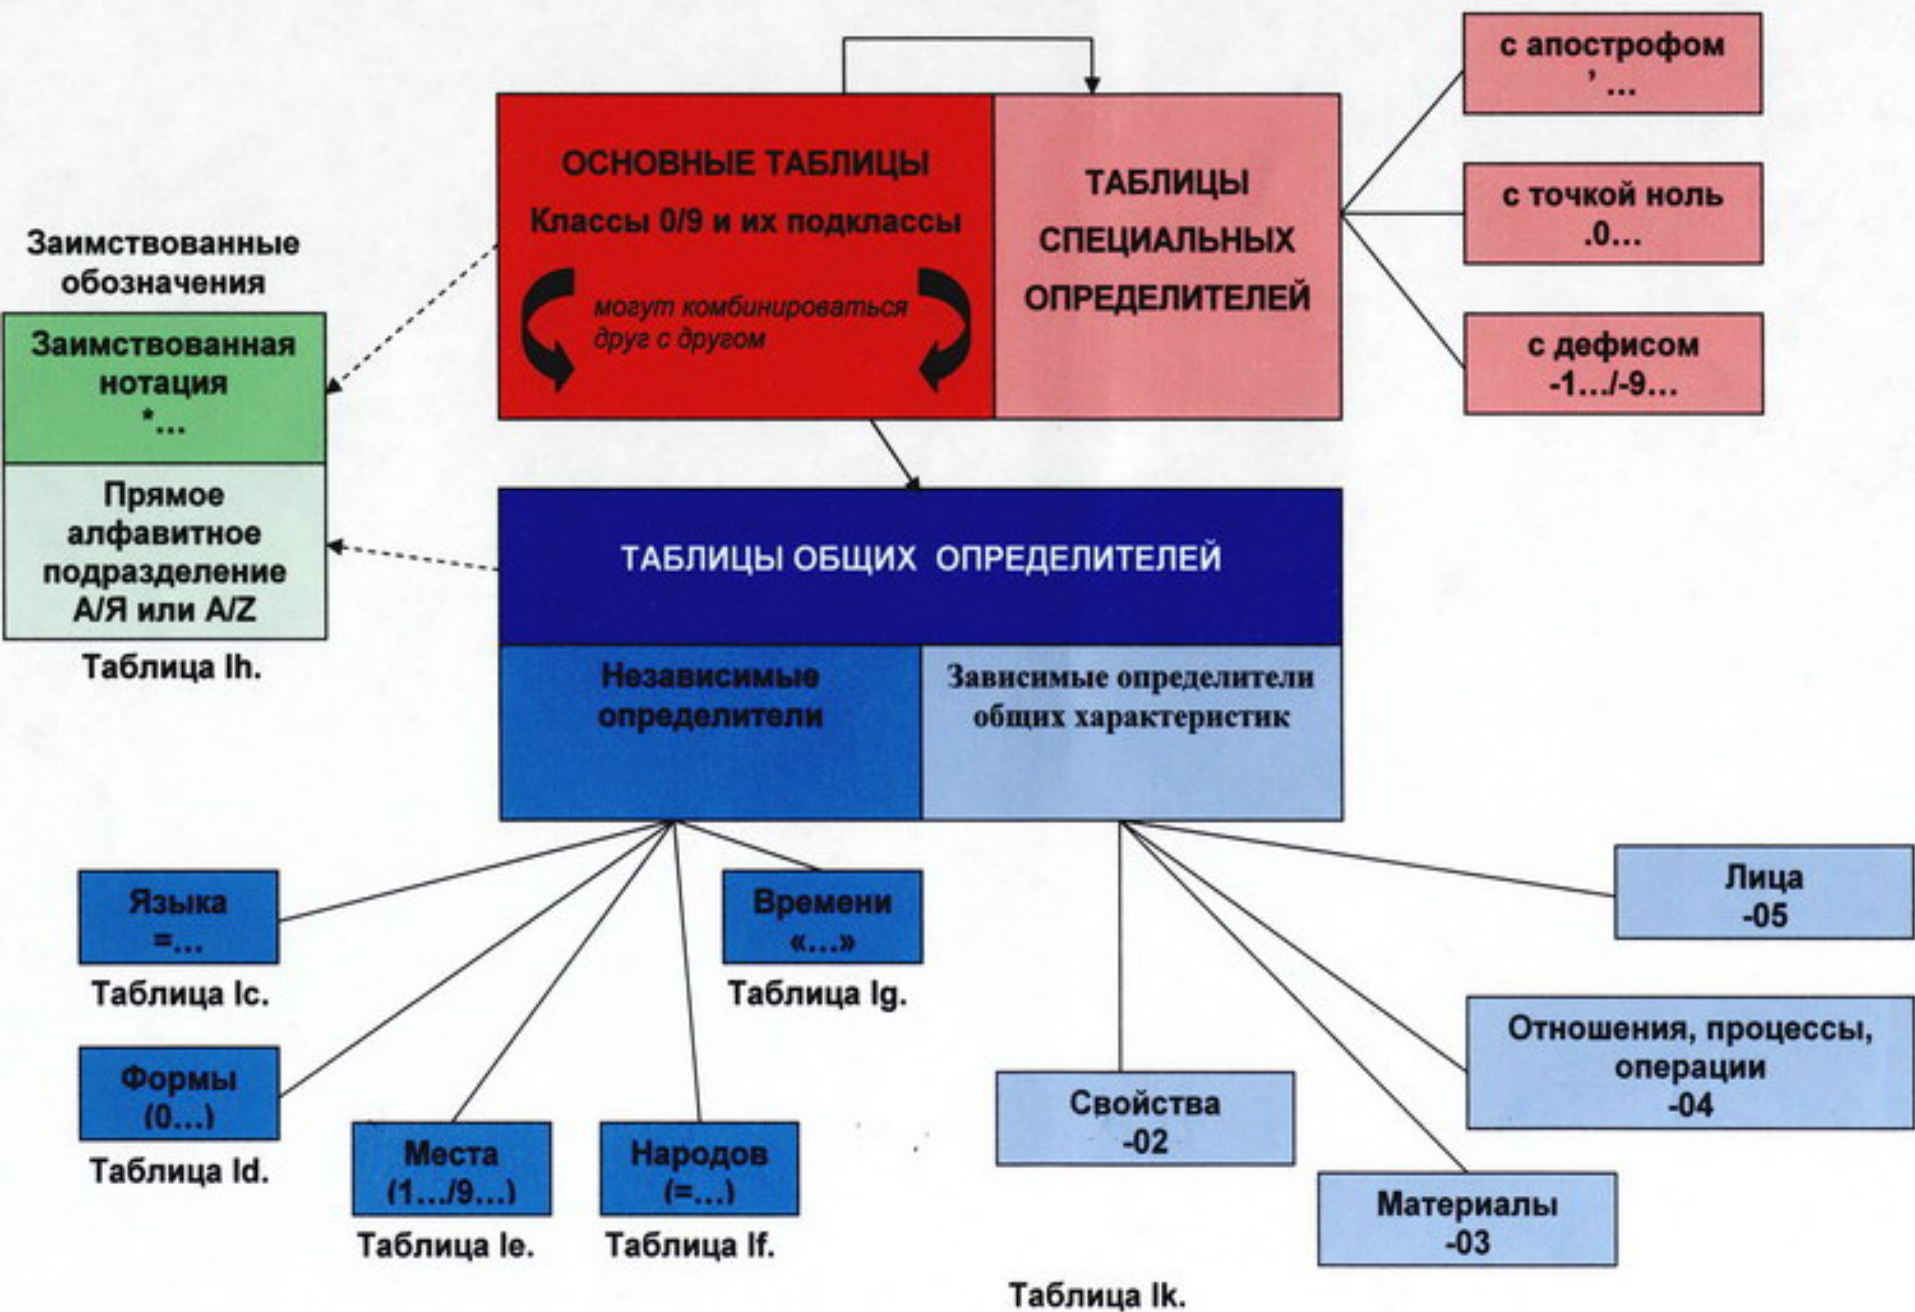 с апострофом
’ ...
ОСНОВНЫЕ ТАБЛИЦЫ
Классы 0/9 и их подклассы
могут комбинироваться
друг с другом
ТАБЛИЦЫ
СПЕЦИАЛЬНЫХ
ОПРЕДЕЛИТЕЛЕЙ
с точкой ноль
.0...
с дефисом
-1.../-9...
Заимствованные
обозначения
Заимствованная
нотация
*...
Прямое
алфавитное
подразделение
А/Я или A/Z
Таблица Ih.
ТАБЛИЦЫ ОБЩИХ ОПРЕДЕЛИТЕЛЕЙ
Независимые
определители
Зависимые определители
общих характеристик
Языка
=...
Таблица Ic.
Времени
«...»
Таблица Ig.
Лица
-05
Формы
(0...)
Таблица Id.
Места
(1.../9...)
Таблица Ie.
Народов
(=...)
Таблица If.
Свойства
-02
Отношения, процессы,
операции
-04
Материалы
-03
Таблица Ik.